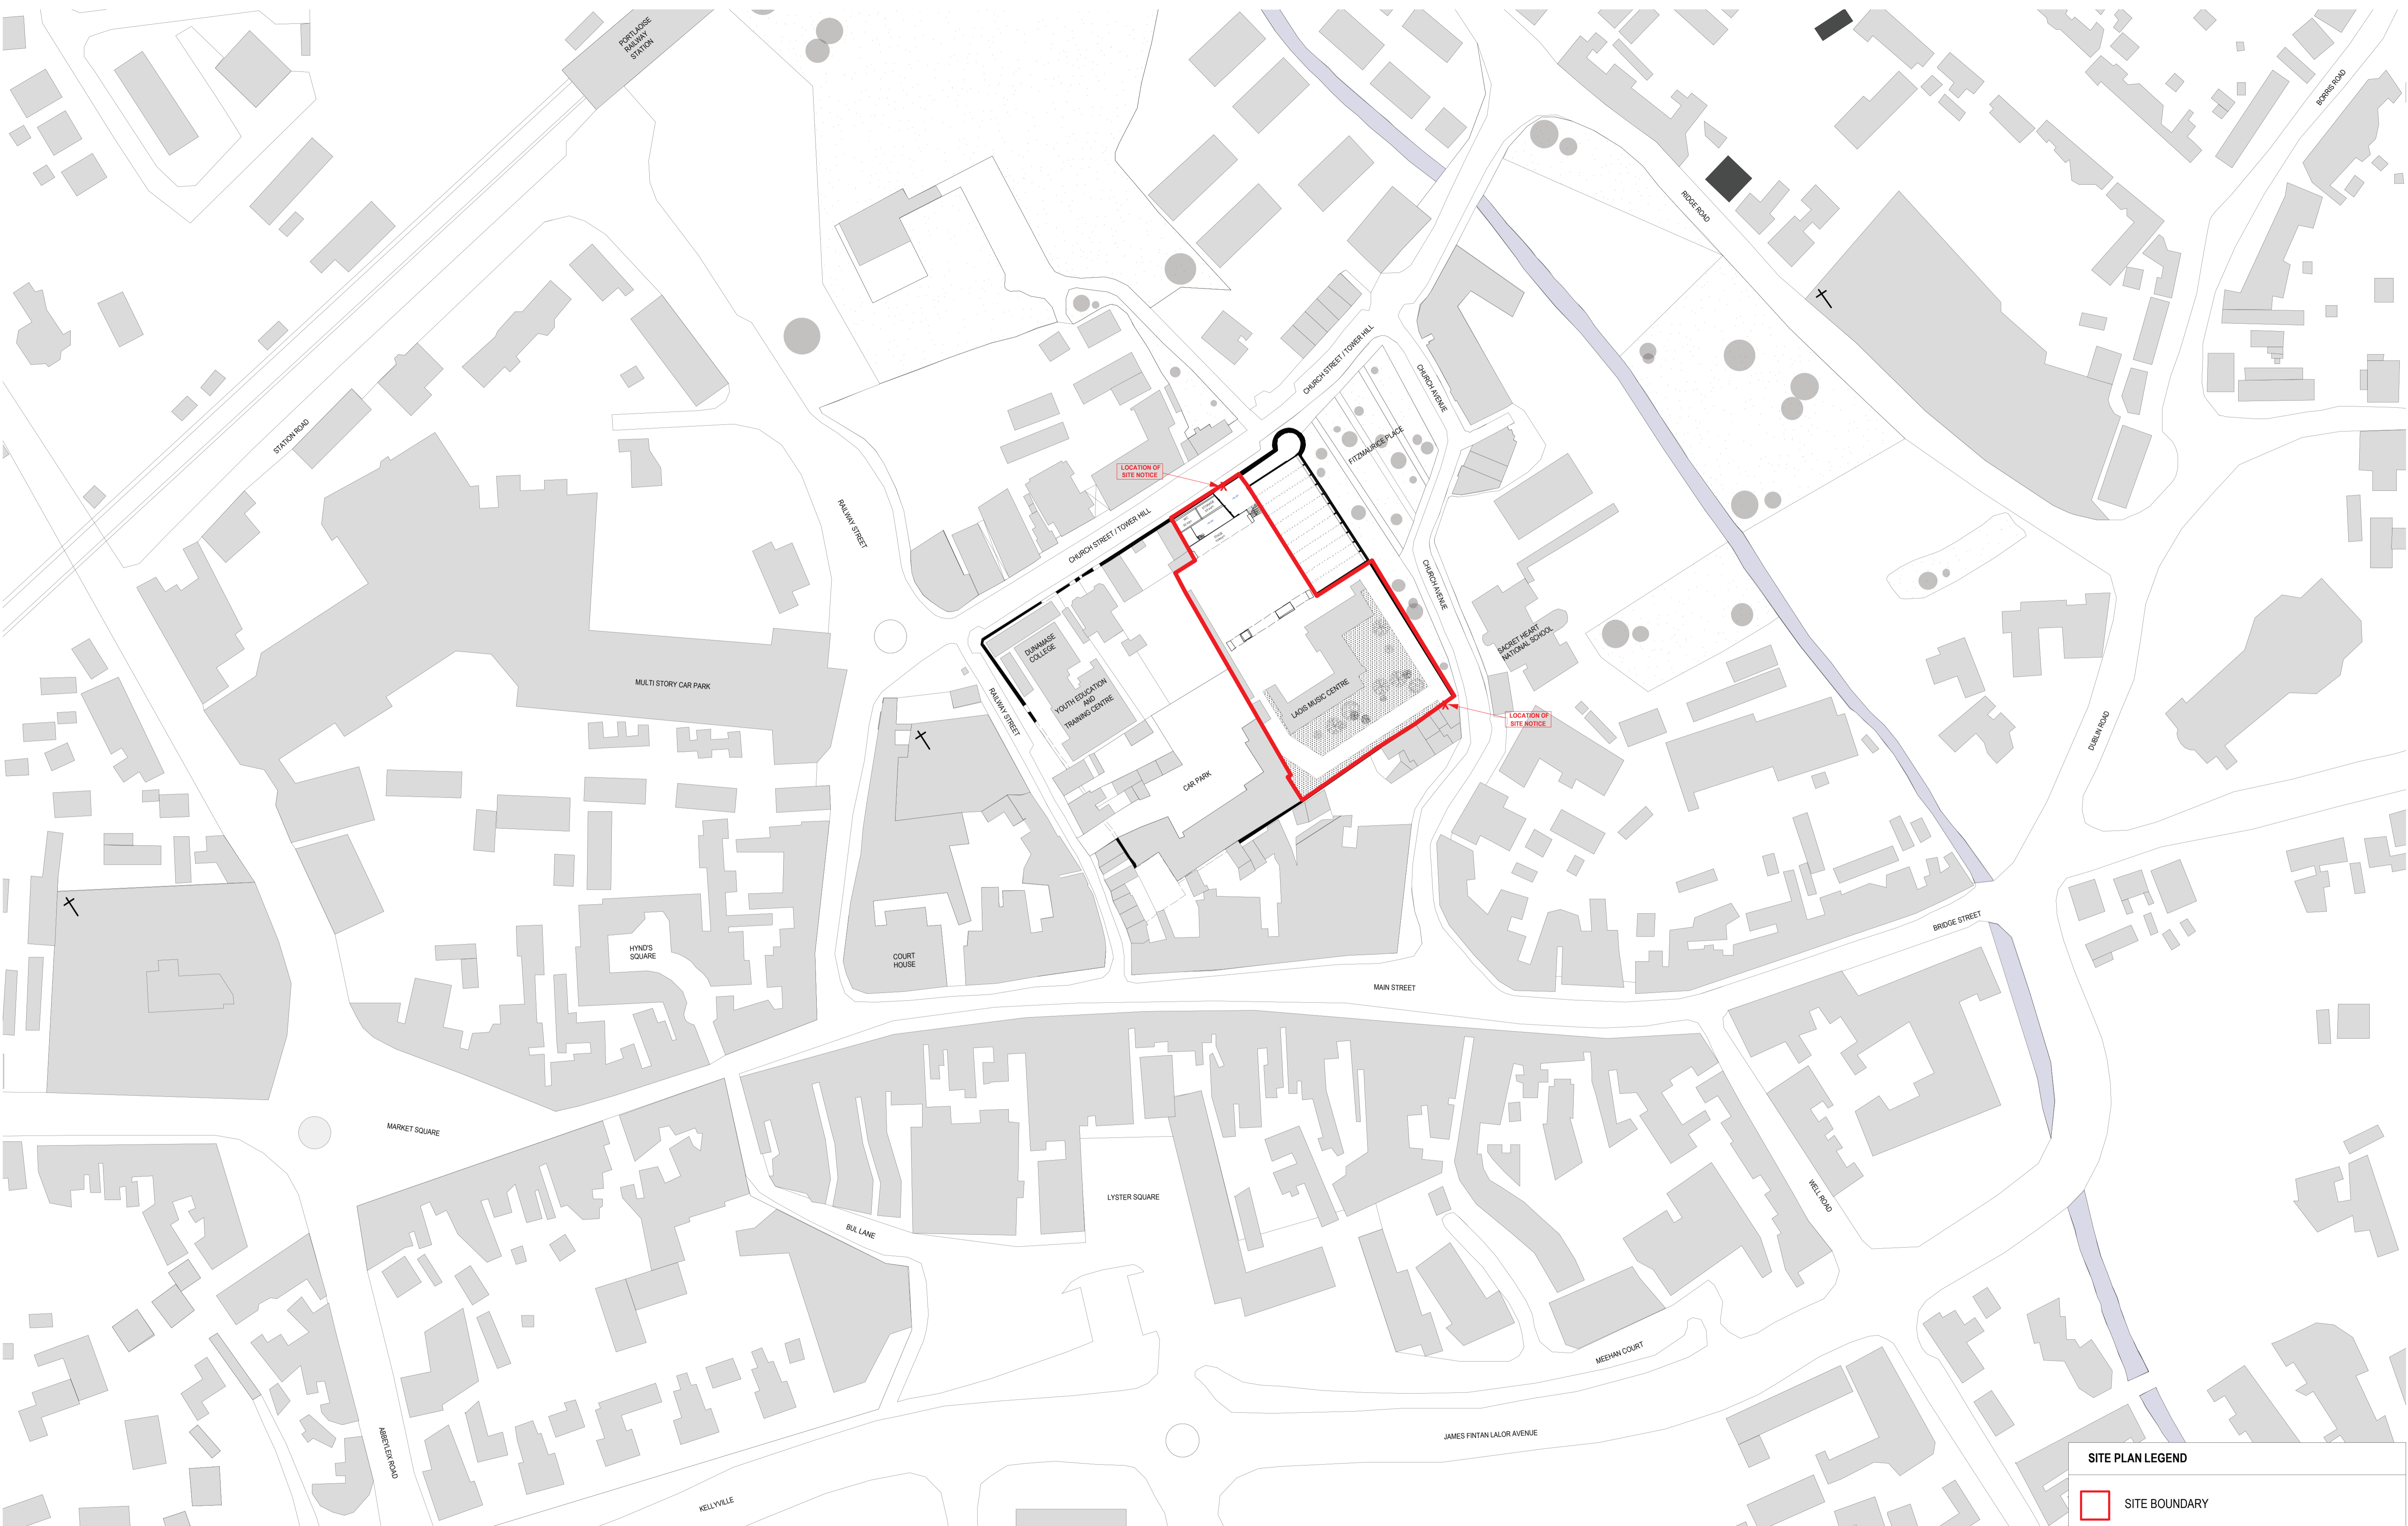 PORTLAOISE
RAILWAY
STATION
BORRIS ROAD
RIDGE ROAD
CHURCH STREET / TOWER HILL
CHURCH AVENUE
STATION ROAD
FITZMAURICE PLACE
LOCATION OF
SITE NOTICE
RAILWAY STREET
CHURCH STREET / TOWER HILL
CHURCH AVENUE
SACRET HEART
NATIONAL SCHOOL
DUNAMASE
COLLEGE
MULTI STORY CAR PARK
YOUTH EDUCATION
AND
TRAINING CENTRE
RAILWAY STREET
LAOIS MUSIC CENTRE
LOCATION OF
SITE NOTICE
DUBLIN ROAD
CAR PARK
BRIDGE STREET
HYND'S
SQUARE
COURT
HOUSE
MAIN STREET
MARKET SQUARE
LYSTER SQUARE
WELL ROAD
BUL LANE
MEEHAN COURT
ABBEYLEIX ROAD
JAMES FINTAN LALOR AVENUE
KELLYVILLE
SITE PLAN LEGEND
SITE BOUNDARY